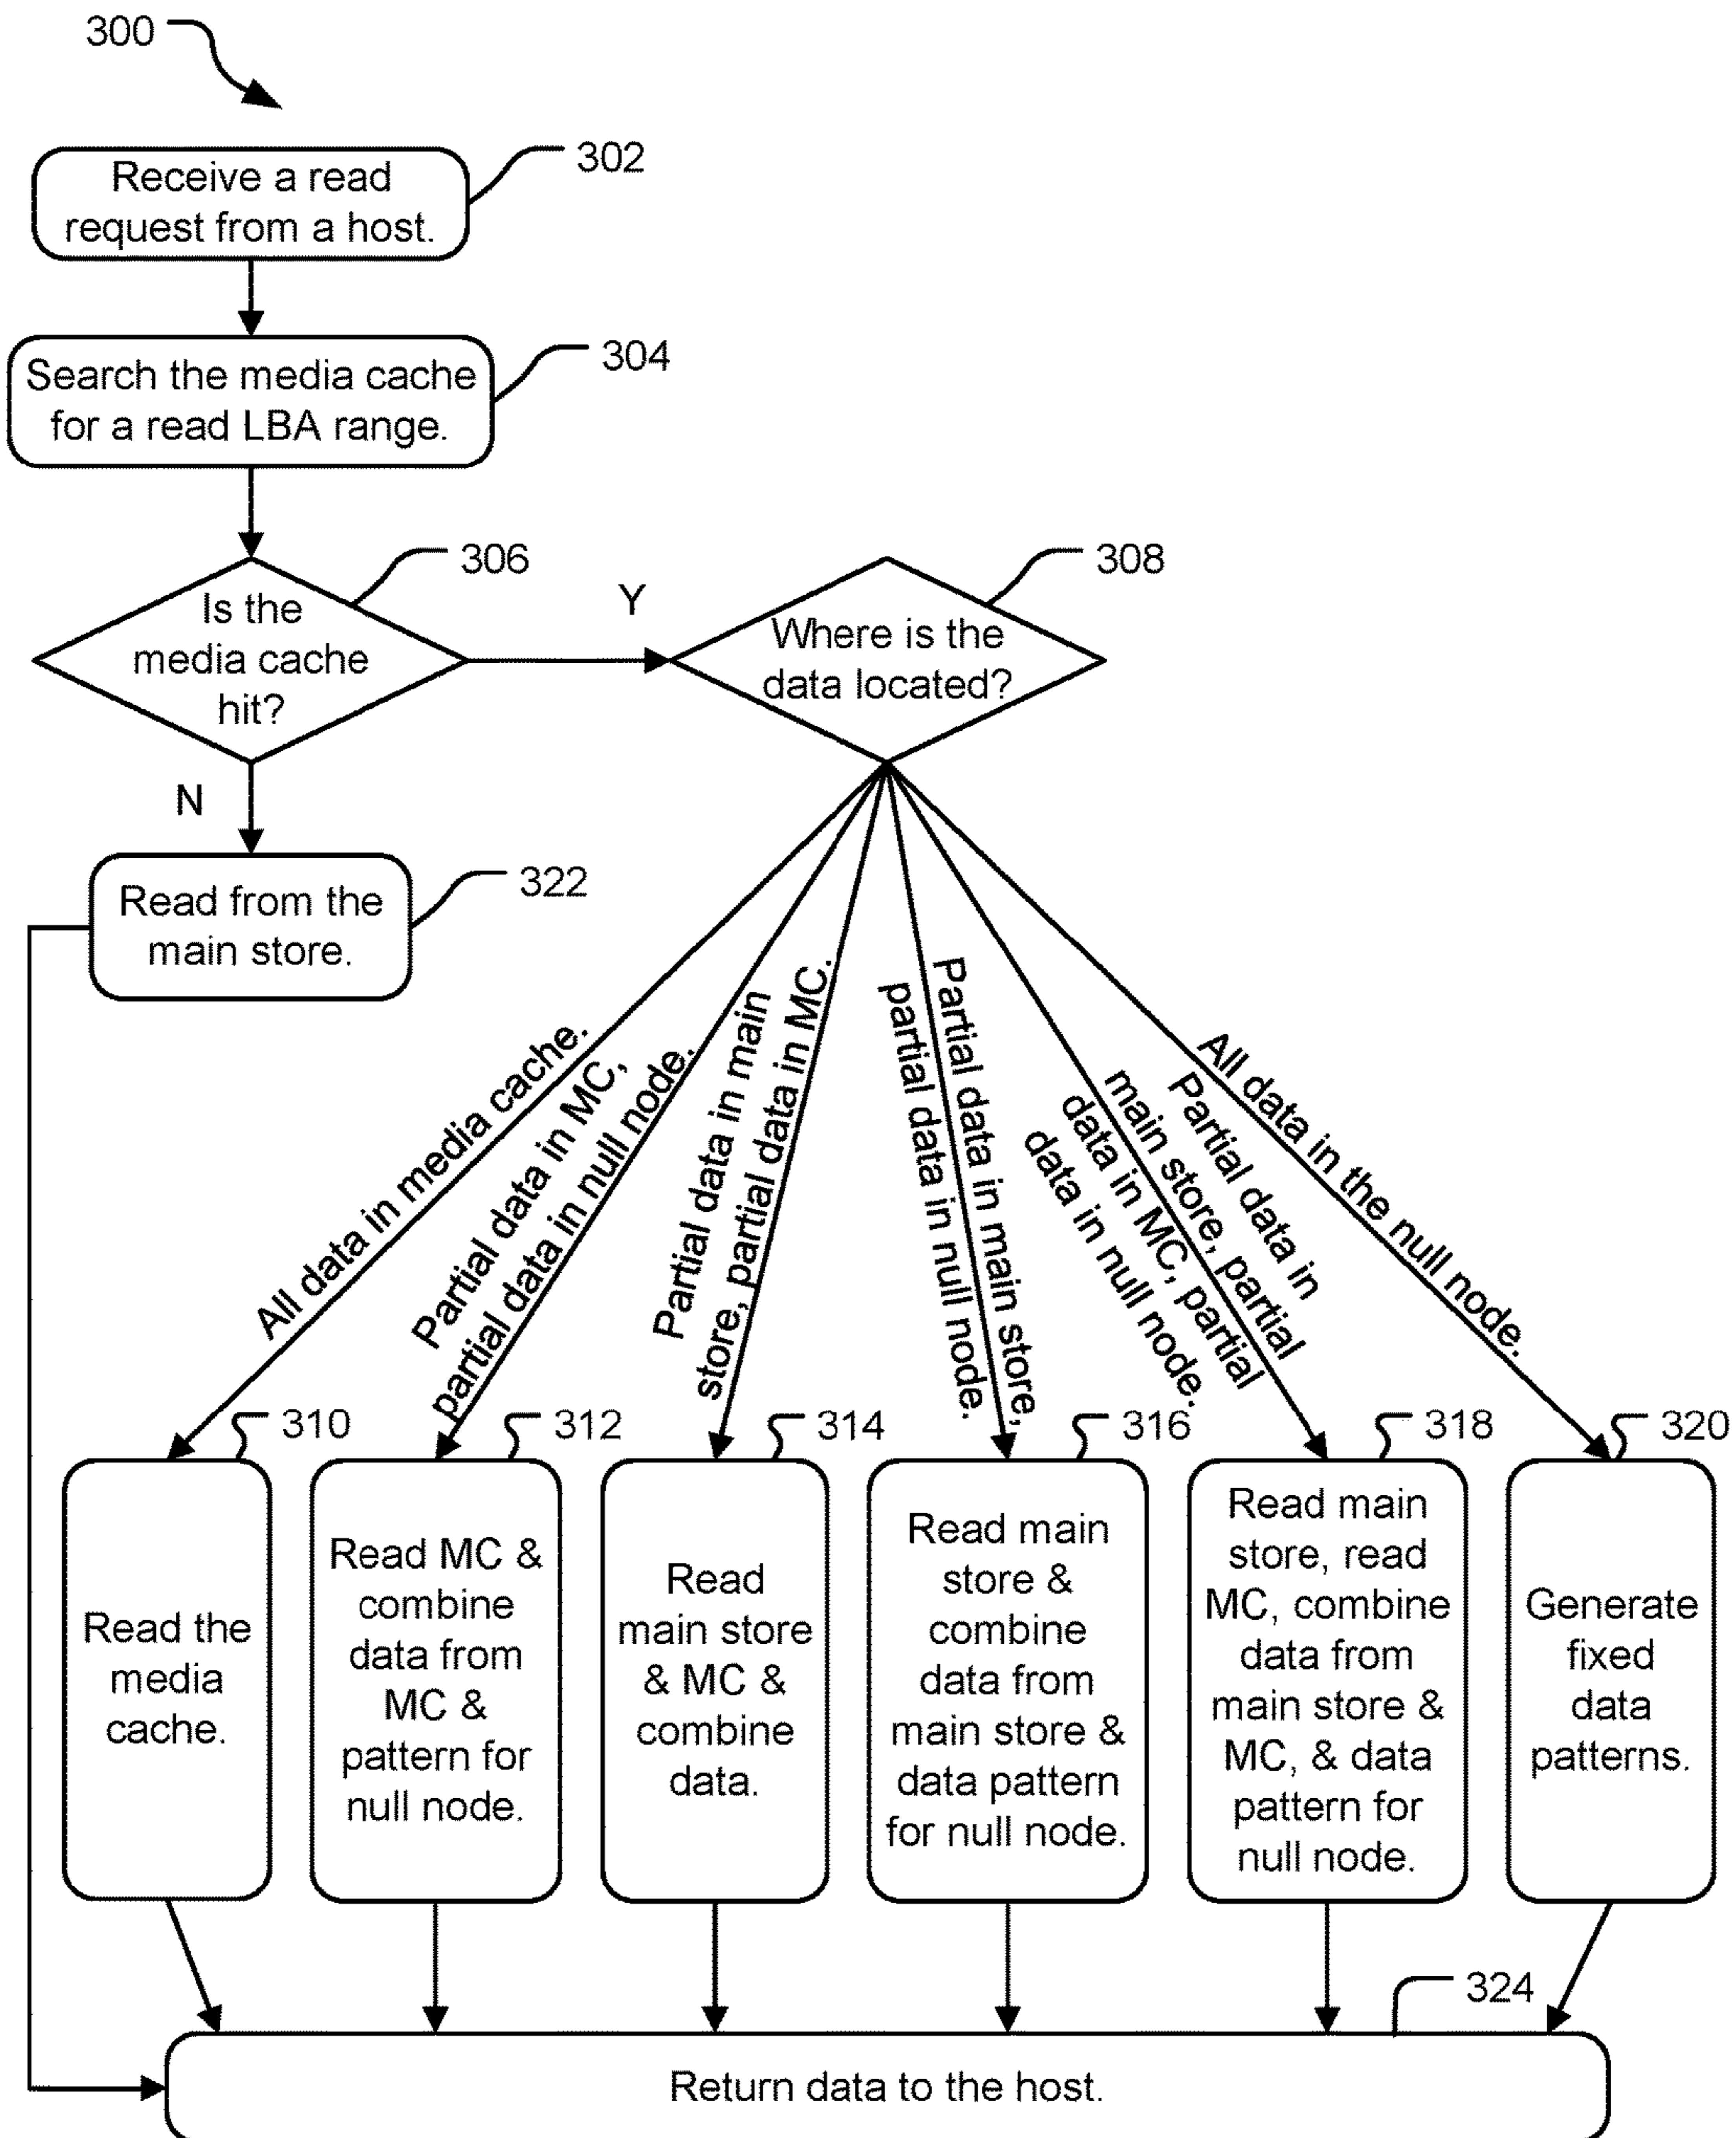 300
302
Receive a read
request from a host.
304
Search the media cache
for a read LBA range.
306
Is the
media cache
hit?
Y
308
Where is the
data located?
N
322
Read from the
main store.
All data in media cache.
Partial data in MC,
partial data in null node.
Partial data in main
store, partial data in MC.
Partial data in main store,
partial data in null node.
Partial data in
main store, partial
data in MC, partial
data in null node.
All data in the null node.
310
Read the
media
cache.
312
Read MC &
combine
data from
MC &
pattern for
null node.
314
Read
main store
& MC &
combine
data.
316
Read main
store &
combine
data from
main store &
data pattern
for null node.
318
Read main
store, read
MC, combine
data from
main store &
MC, & data
pattern for
null node.
320
Generate
fixed
data
patterns.
324
Return data to the host.